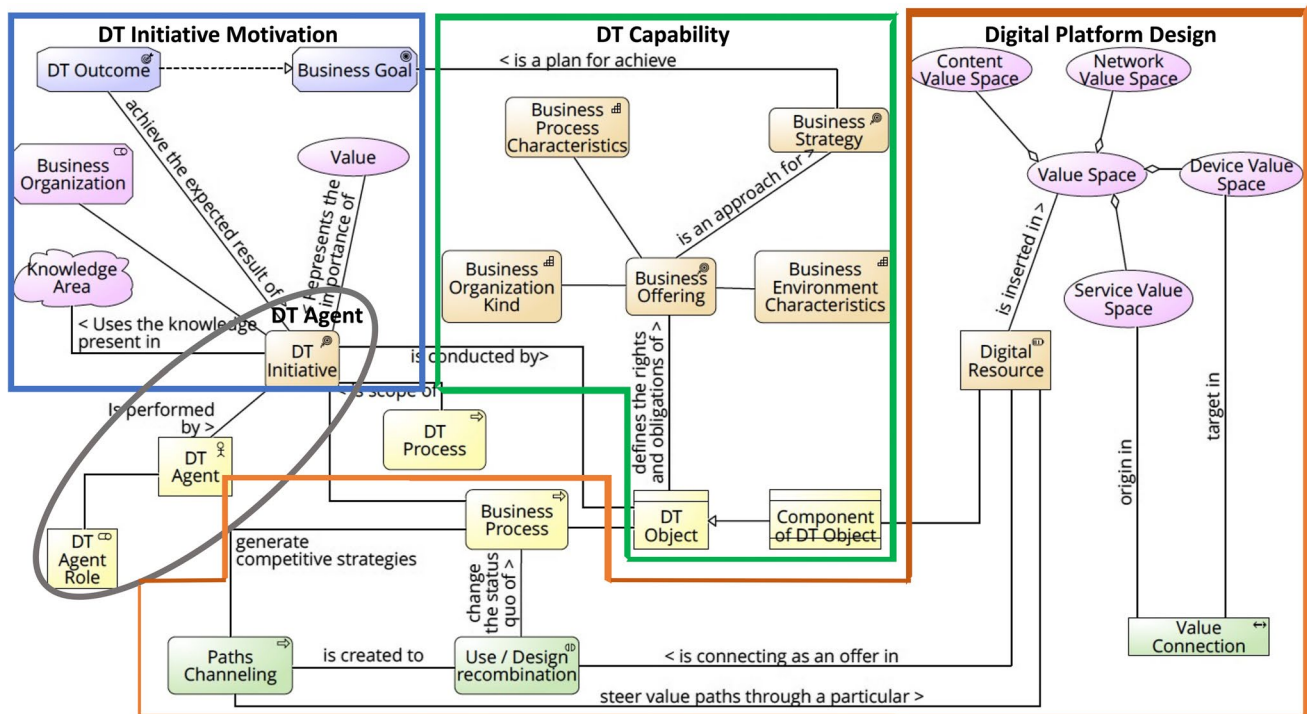 DT Initiative Motivation
DT Capability
Digital Platform Design
DT Outcome
Business Goal
< is a plan for achieve
Content
Value Space
Network
Value Space
Business
Process
Characteristics
Business
Strategy
achieve the expected result of >
Business
Organization
Value
Value Space
Device Value
Space
is an approach for >
Represents the
importance of
Knowledge
Area
Business
Organization
Kind
Business
Offering
Business
Environment
Characteristics
is inserted in >
Service Value
Space
DT Agent
< Uses the knowledge
present in
DT
Initiative
is conducted by>
defines the rights
and obligations of >
Digital
Resource
< is scope of
Is performed
by >
DT
Process
DT
Agent
origin in
target in
Business
Process
DT
Object
Component
of DT Object
DT
Agent
Role
generate
competitive strategies
change
the status
quo of >
Value
Connection
Paths
Channeling
is created to
Use / Design
recombination
< is connecting as an offer in
steer value paths through a particular >